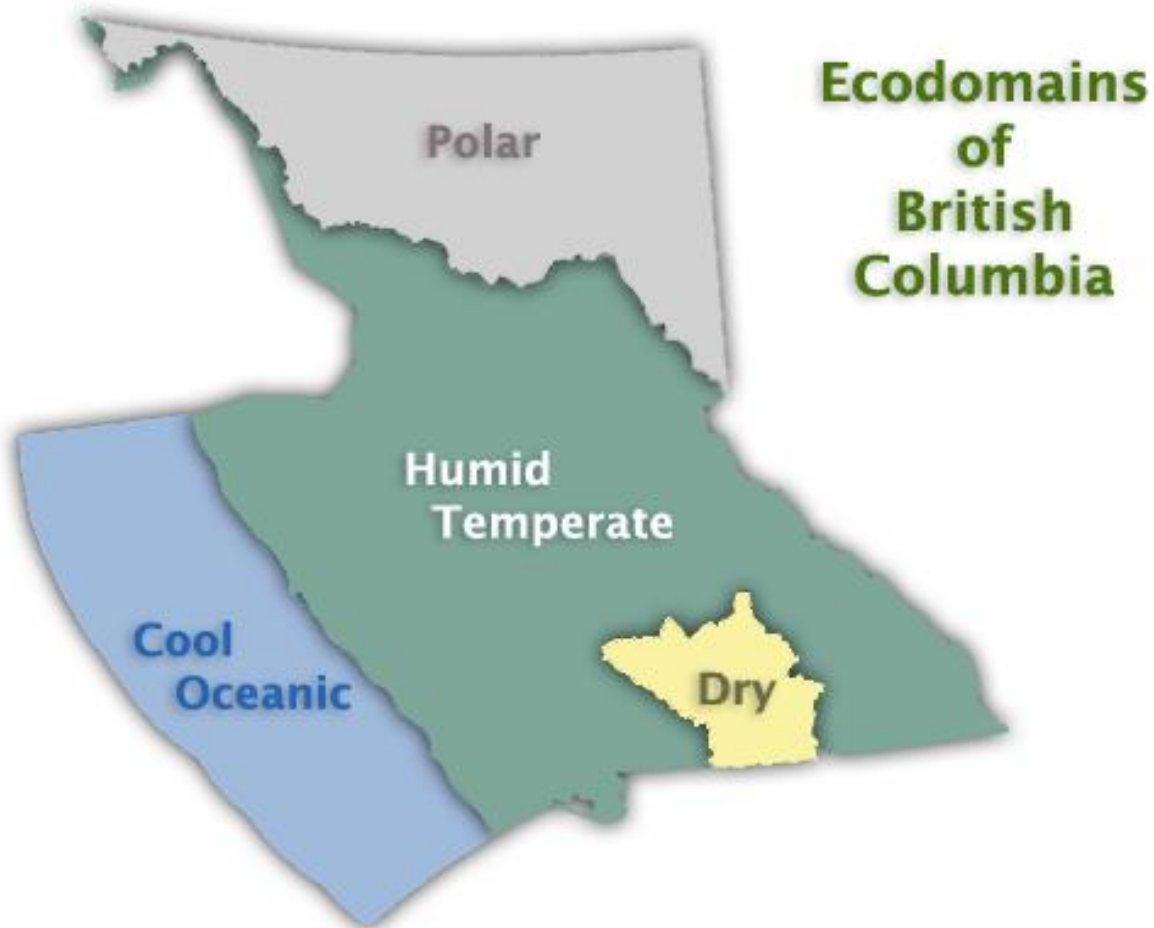 Ecodomains
of
British
Columbia
Polar
Humid
Temperate
Cool
Oceanic
Dry